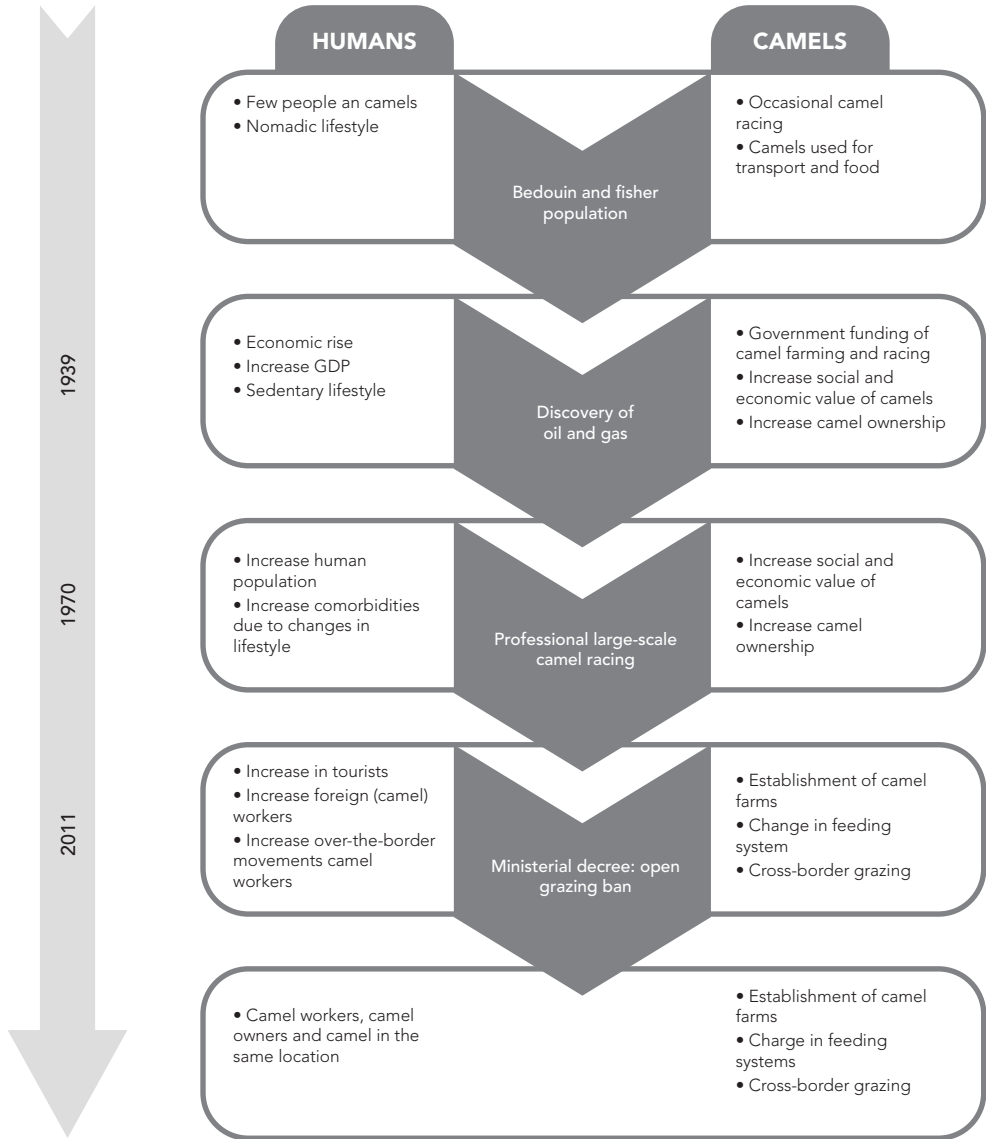 HUMANS
CAMELS
• Few people an camels
• Nomadic lifestyle
Bedouin and fisher
population
• Occasional camel
racing
• Camels used for
transport and food
1939
• Economic rise
• Increase GDP
• Sedentary lifestyle
Discovery of
oil and gas
• Government funding of
camel farming and racing
• Increase social and
economic value of camels
• Increase camel ownership
1970
• Increase human
population
• Increase comorbidities
due to changes in
lifestyle
Professional large-scale
camel racing
• Increase social and
economic value of
camels
• Increase camel
ownership
2011
• Increase in tourists
• Increase foreign (camel)
workers
• Increase over-the-border
movements camel
workers
Ministerial decree: open
grazing ban
• Establishment of camel
farms
• Change in feeding
system
• Cross-border grazing
• Camel workers, camel
owners and camel in the
same location
• Establishment of camel
farms
• Charge in feeding
systems
• Cross-border grazing